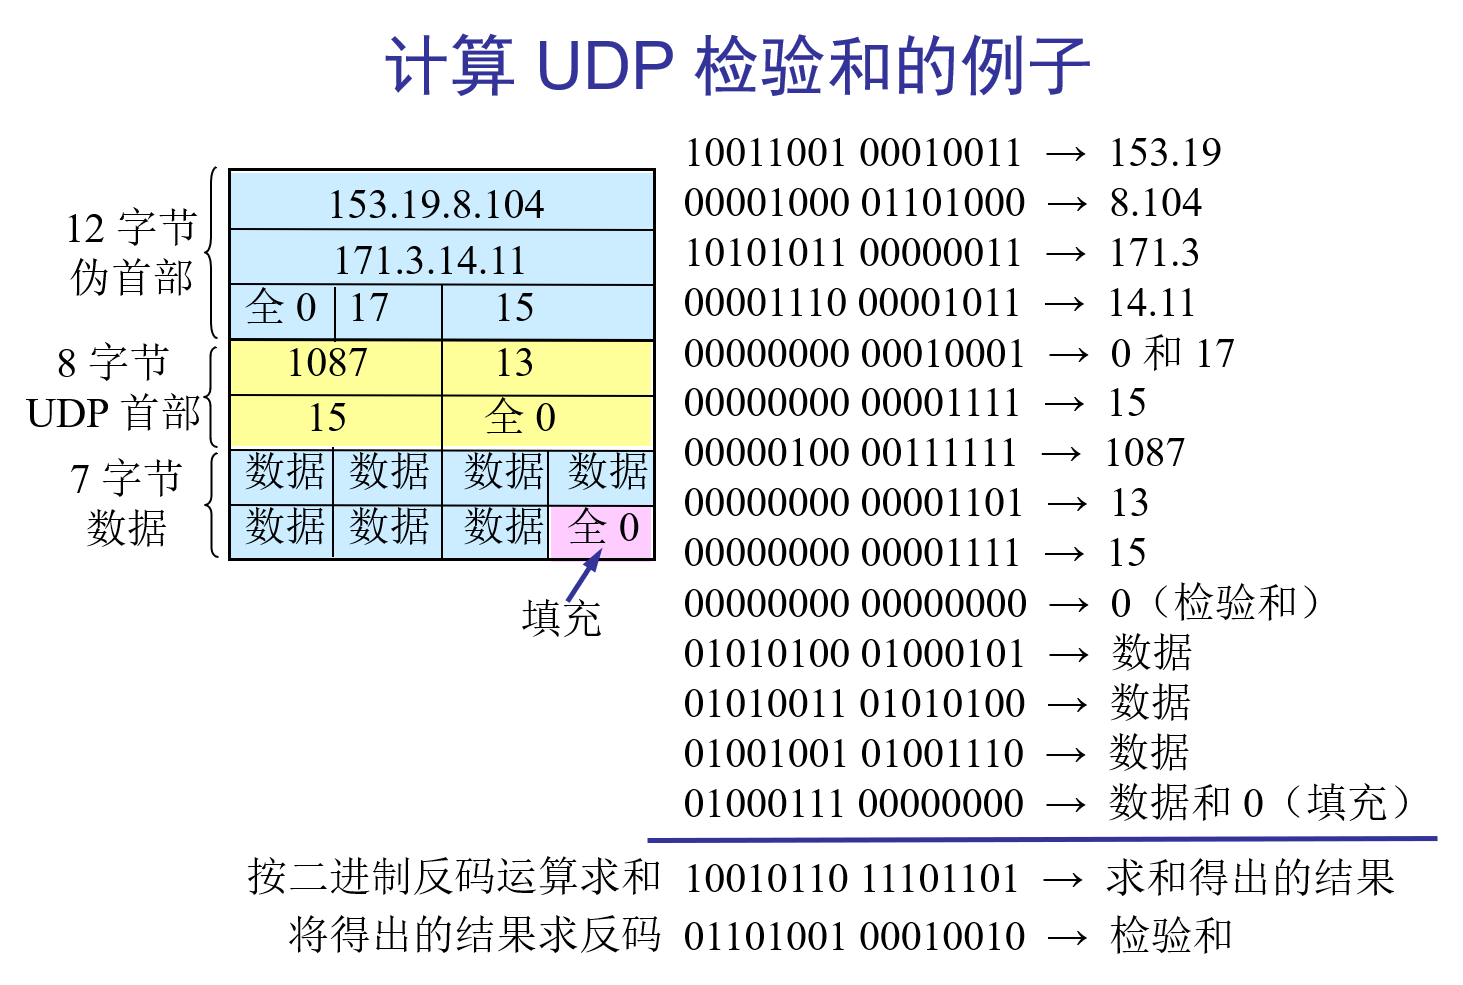 计算 UDP 检验和的例子
12 字节
伪首部
8 字节
UDP 首部
7 字节
数据
153.19.8.104
171.3.14.11
全 0 17 15
1087 13
15 全 0
数据 数据 数据 数据
数据 数据 数据 全 0
填充
10011001 00010011 → 153.19
00001000 01101000 → 8.104
10101011 00000011 → 171.3
00001110 00001011 → 14.11
00000000 00010001 → 0 和 17
00000000 00001111 → 15
00000100 00111111 → 1087
00000000 00001101 → 13
00000000 00001111 → 15
00000000 00000000 → 0（检验和）
01010100 01000101 → 数据
01010011 01010100 → 数据
01001001 01001110 → 数据
01000111 00000000 → 数据和 0（填充）
按二进制反码运算求和 10010110 11101101 → 求和得出的结果
将得出的结果求反码 01101001 00010010 → 检验和